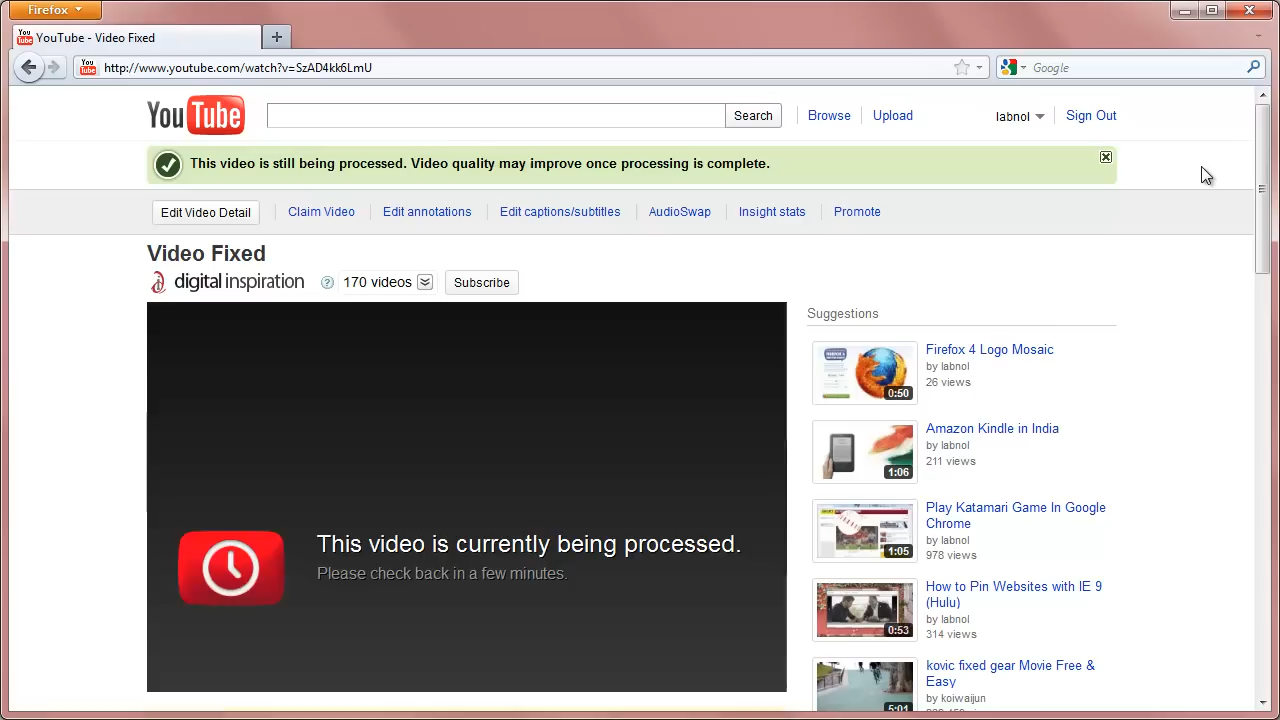 Firefox
YouTube - Video Fixed
http://www.youtube.com/watch?v=SzAD4kk6LmU
Google
YouTube
Search
Browse
Upload
labnol
Sign Out
This video is still being processed. Video quality may improve once processing is complete.
Edit Video Detail
Claim Video
Edit annotations
Edit captions/subtitles
AudioSwap
Insight stats
Promote
Video Fixed
digital inspiration
170 videos
Subscribe
This video is currently being processed.
Please check back in a few minutes.
Suggestions
Firefox 4 Logo Mosaic
by labnol
26 views
0:50
Amazon Kindle in India
by labnol
211 views
1:06
Play Katamari Game In Google
Chrome
by labnol
978 views
1:05
How to Pin Websites with IE 9
(Hulu)
by labnol
314 views
0:53
kovic fixed gear Movie Free &
Easy
by koiwaijun
5:01